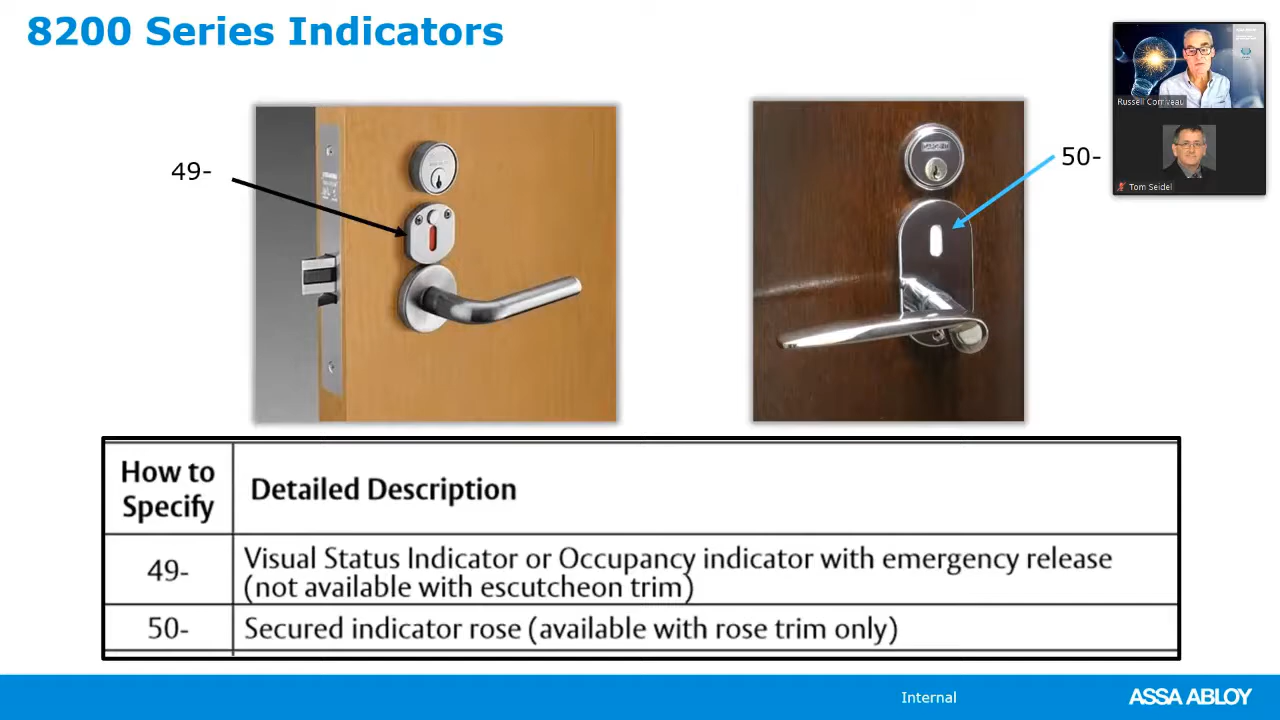 8200 Series Indicators
49-
50-
Russell Corriveau
Tom Seidel
How to
Specify
Detailed Description
49-
Visual Status Indicator or Occupancy indicator with emergency release
(not available with escutcheon trim)
50-
Secured indicator rose (available with rose trim only)
Internal
ASSA ABLOY